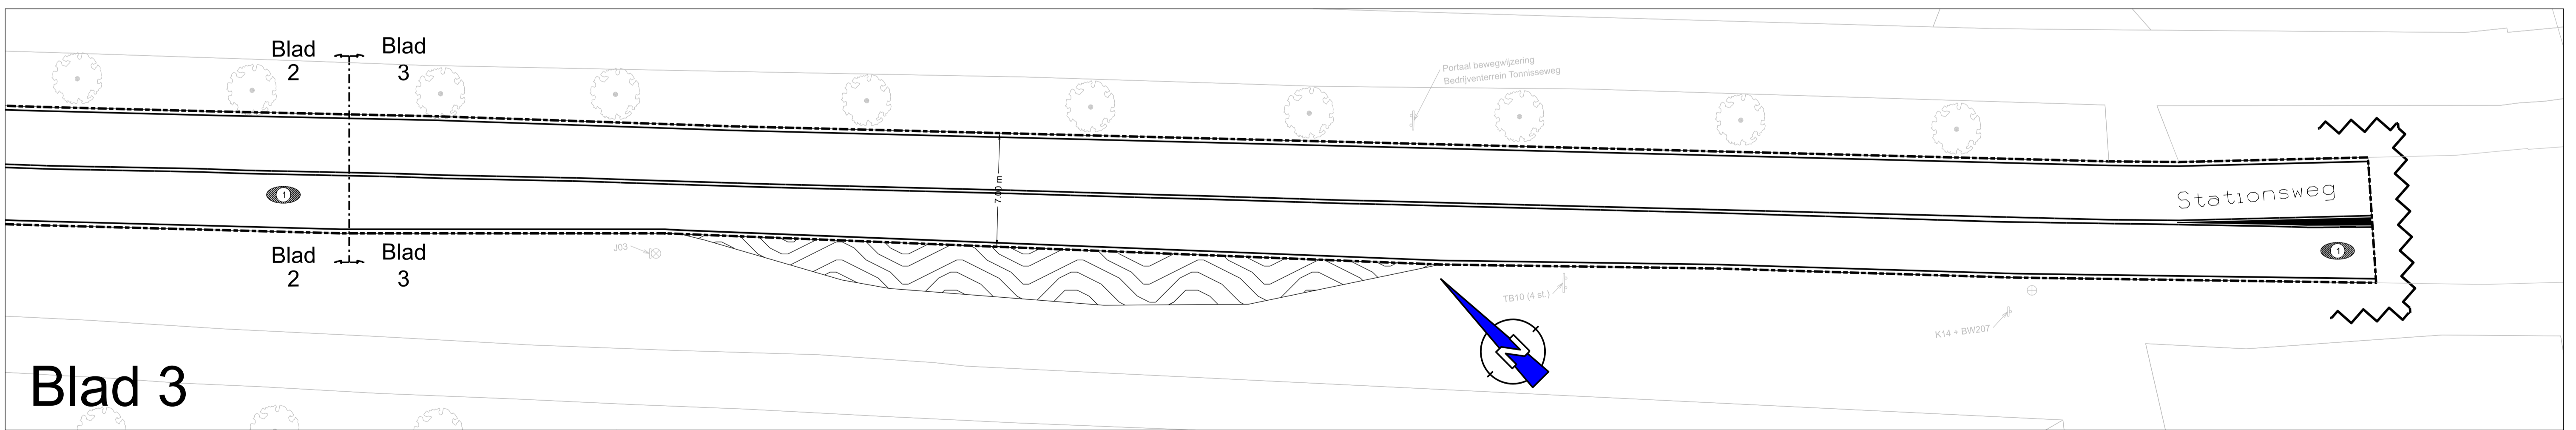 Blad
2
Blad
3
Portaal bewegwijzering
Bedrijventerrein Tonnisseweg
1
7.00 m
Stationsweg
Blad
2
Blad
3
J03
1
TB10 (4 st.)
K14 + BW207
N
Blad 3